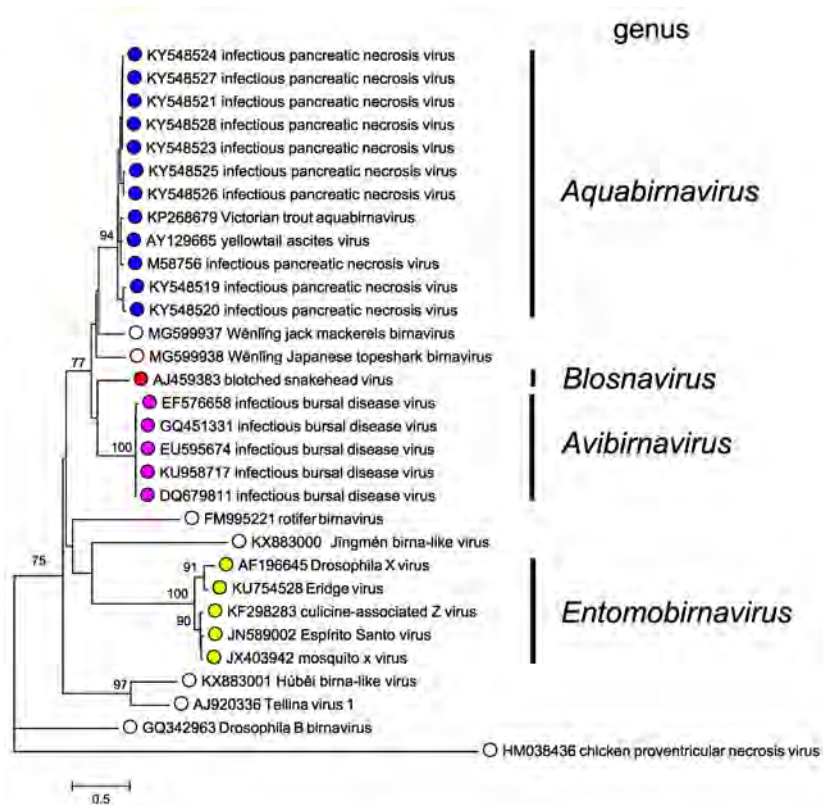 genus
KY548524 infectious pancreatic necrosis virus
KY548527 infectious pancreatic necrosis virus
KY548521 infectious pancreatic necrosis virus
KY548528 infectious pancreatic necrosis virus
KY548523 infectious pancreatic necrosis virus
KY548525 infectious pancreatic necrosis virus
KY548526 infectious pancreatic necrosis virus
Aquabirnavirus
KP268679 Victorian trout aquabirnavirus
94
AY129665 yellowtail ascites virus
M58756 infectious pancreatic necrosis virus
KY548519 infectious pancreatic necrosis virus
KY548520 infectious pancreatic necrosis virus
MG599937 Wēnlǐng jack mackerels birnavirus
MG599938 Wēnlǐng Japanese topeshark birnavirus
77
AJ459383 blotched snakehead virus
Blosnavirus
EF576658 infectious bursal disease virus
GQ451331 infectious bursal disease virus
100
EU595674 infectious bursal disease virus
Avibirnavirus
KU958717 infectious bursal disease virus
DQ679811 infectious bursal disease virus
FM995221 rotifer birnavirus
KX883000 Jīngmén birna-like virus
75
91
AF196645 Drosophila X virus
100
KU754528 Eridge virus
KF298283 culicine-associated Z virus
Entomobirnavirus
90
JN589002 Espírito Santo virus
JX403942 mosquito x virus
97
KX883001 Húběi birna-like virus
AJ920336 Tellina virus 1
GQ342963 Drosophila B birnavirus
HM038436 chicken proventricular necrosis virus
0.5